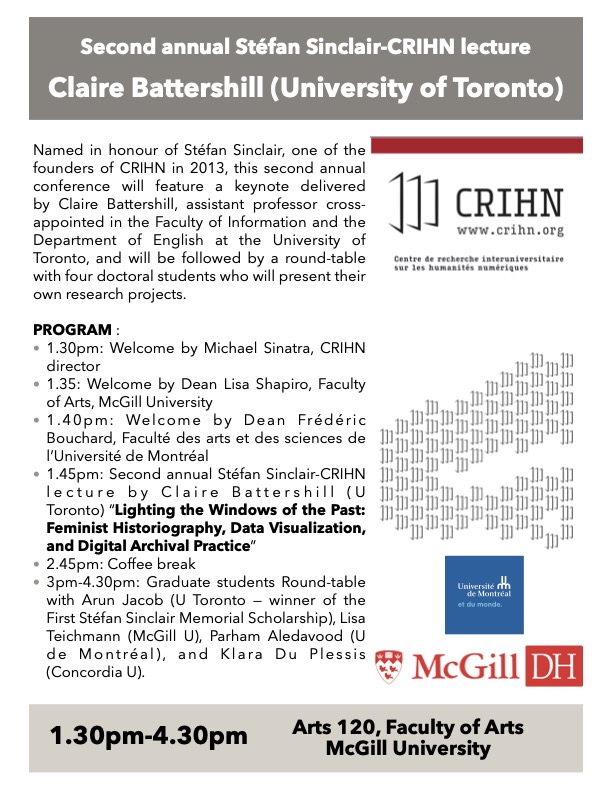 Second annual Stéfan Sinclair-CRIHN lecture
Claire Battershill (University of Toronto)
Named in honour of Stéfan Sinclair, one of the
founders of CRIHN in 2013, this second annual
conference will feature a keynote delivered
by Claire Battershill, assistant professor cross-
appointed in the Faculty of Information and the
Department of English at the University of
Toronto, and will be followed by a round-table
with four doctoral students who will present their
own research projects.
PROGRAM :
• 1.30pm: Welcome by Michael Sinatra, CRIHN
director
• 1.35: Welcome by Dean Lisa Shapiro, Faculty
of Arts, McGill University
• 1.40pm: Welcome by Dean Frédéric
Bouchard, Faculté des arts et des sciences de
l’Université de Montréal
• 1.45pm: Second annual Stéfan Sinclair-CRIHN
lecture by Claire Battershill (U
Toronto) “Lighting the Windows of the Past:
Feminist Historiography, Data Visualization,
and Digital Archival Practice”
• 2.45pm: Coffee break
• 3pm-4.30pm: Graduate students Round-table
with Arun Jacob (U Toronto – winner of the
First Stéfan Sinclair Memorial Scholarship), Lisa
Teichmann (McGill U), Parham Aledavood (U
de Montréal), and Klara Du Plessis
(Concordia U).
CRIHN
www.crihn.org
Centre de recherche interuniversitaire
sur les humanités numériques
Université
de Montréal
et du monde.
McGill DH
1.30pm-4.30pm
Arts 120, Faculty of Arts
McGill University